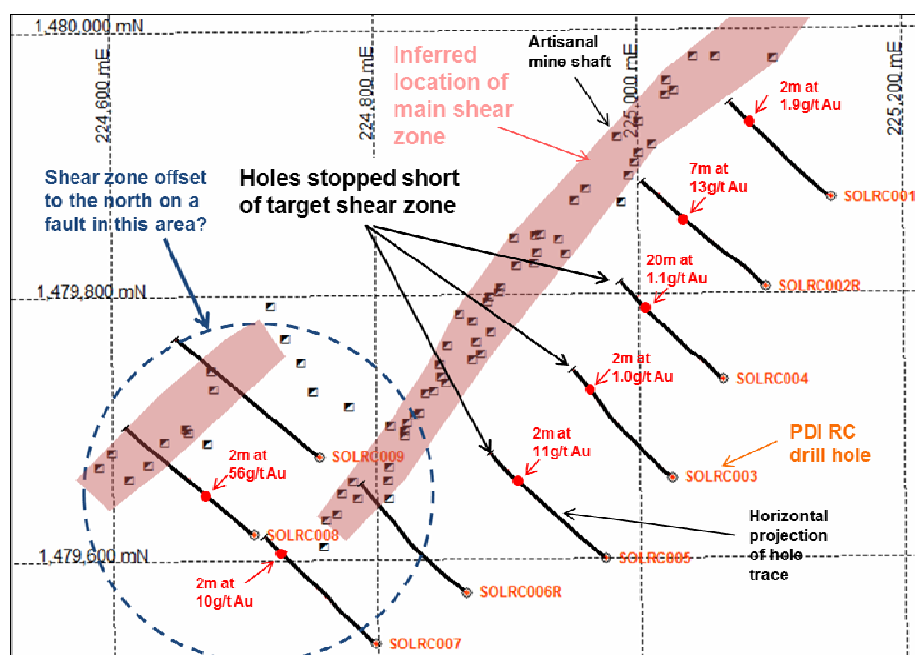 1,480,000 mN
224,600 mE
224,800 mE
225,000 mE
225,200 mE
Inferred
location of
main shear
zone
Artisanal
mine shaft
2m at
1.9g/t Au
SOLRC001
Shear zone offset
to the north on a
fault in this area?
Holes stopped short
of target shear zone
7m at
13g/t Au
SOLRC002R
1,479,800 mN
20m at
1.1g/t Au
SOLRC004
2m at
1.0g/t Au
SOLRC003
PDI RC
drill hole
2m at
11g/t Au
SOLRC005
Horizontal
projection
of hole
trace
SOLRC009
2m at
56g/t Au
SOLRC008
1,479,600 mN
2m at
10g/t Au
SOLRC006R
SOLRC007